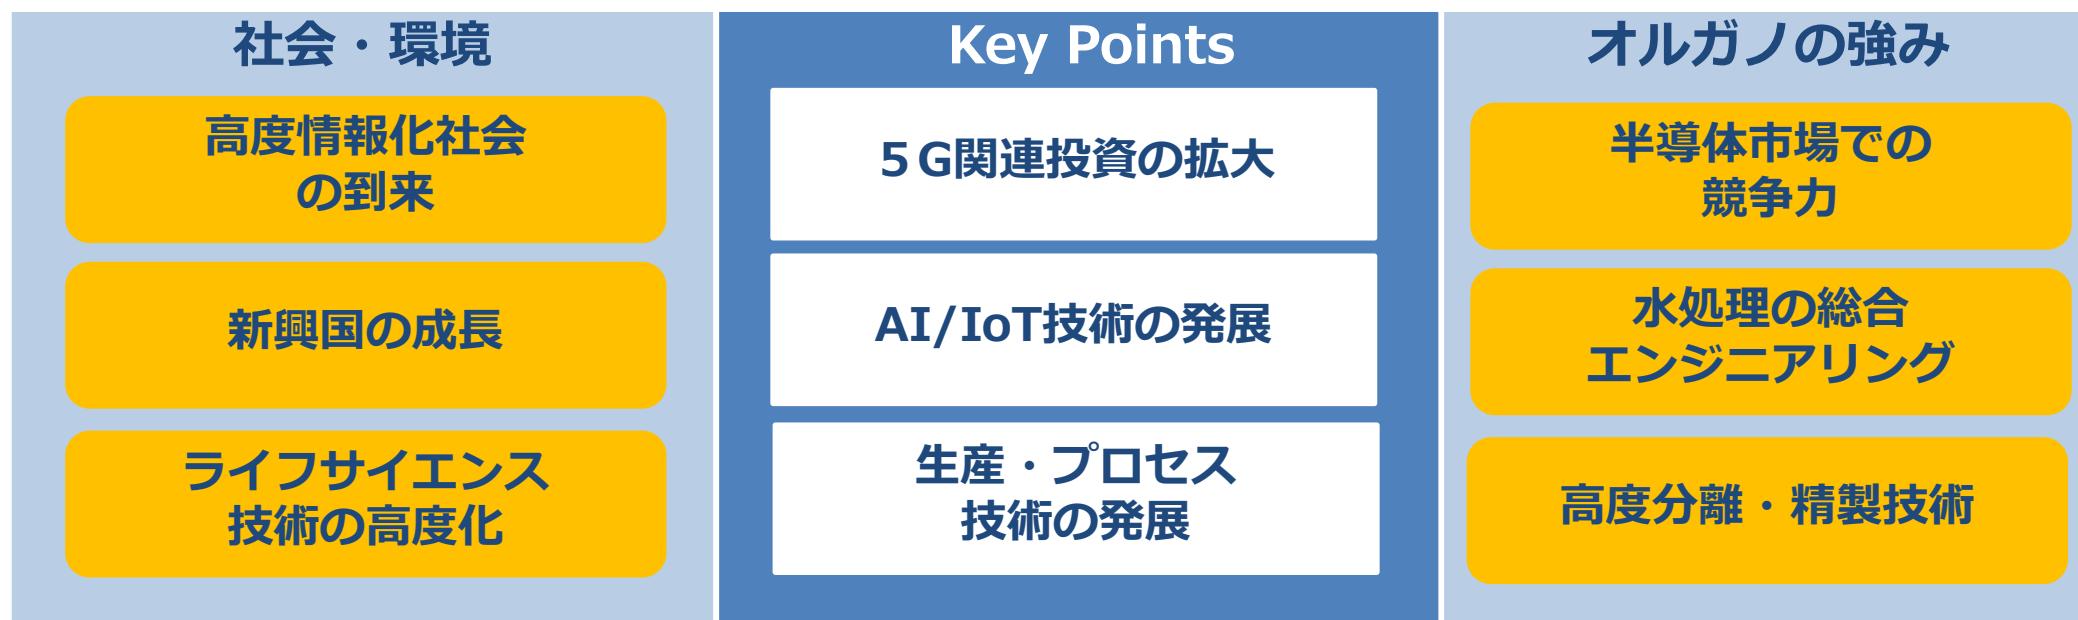 社会・環境
高度情報化社会
の到来
新興国の成長
ライフサイエンス
技術の高度化
Key Points
５G関連投資の拡大
AI/IoT技術の発展
生産・プロセス
技術の発展
オルガノの強み
半導体市場での
競争力
水処理の総合
エンジニアリング
高度分離・精製技術